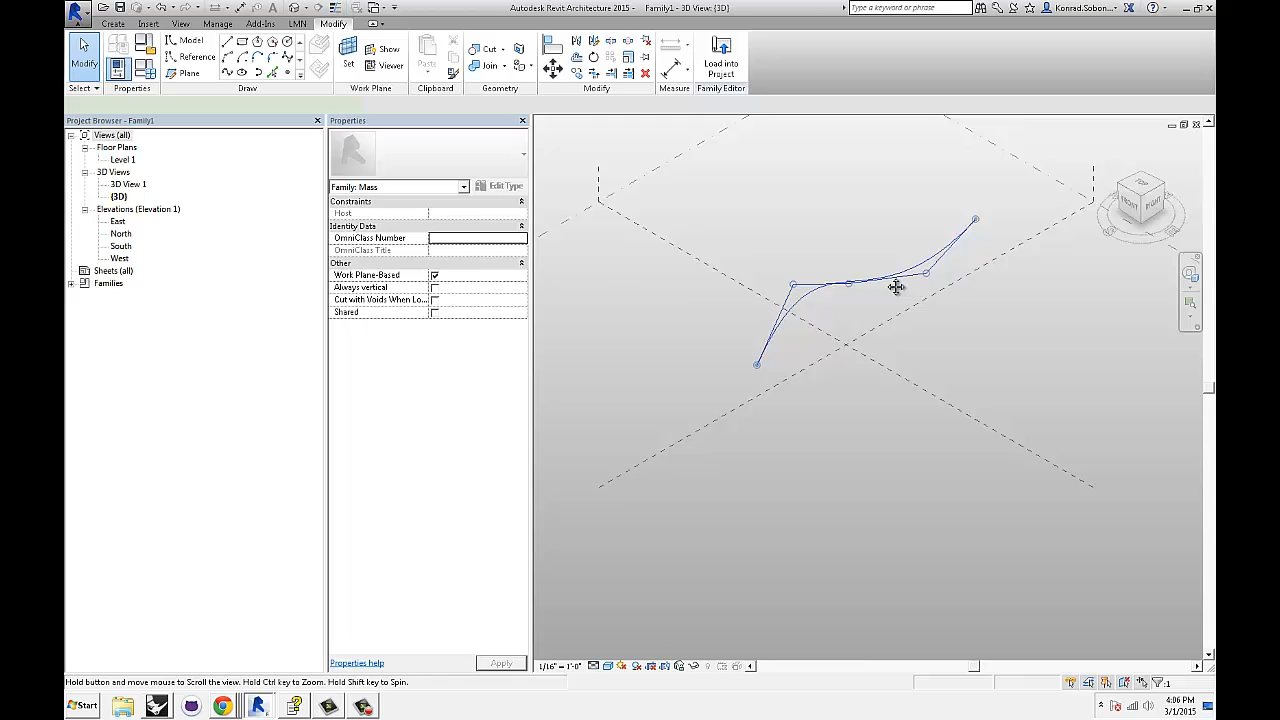 Autodesk Revit Architecture 2015 - Family1 - 3D View: {3D}
Type a keyword or phrase
Konrad.Sobon...
Create Insert View Manage Add-Ins LMN Modify
Modify
Select
Properties
Model
Reference
Plane
Draw
Set
Show
Viewer
Work Plane
Paste
Clipboard
Cut
Join
Geometry
Modify
Measure
Load into
Project
Family Editor
Project Browser - Family1
Views (all)
Floor Plans
Level 1
3D Views
3D View 1
{3D}
Elevations (Elevation 1)
East
North
South
West
Sheets (all)
Families
Properties
Family: Mass
Edit Type
Constraints
Host
Identity Data
OmniClass Number
OmniClass Title
Other
Work Plane-Based
Always vertical
Cut with Voids When Lo...
Shared
Properties help
Apply
FRONT
RIGHT
1/16" = 1'-0"
Hold button and move mouse to Scroll the view. Hold Ctrl key to Zoom. Hold Shift key to Spin.
:1
Start
4:06 PM
3/1/2015